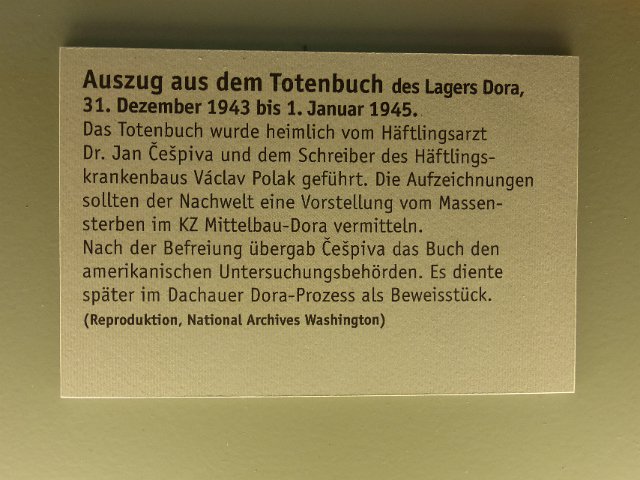 Auszug aus dem Totenbuch des Lagers Dora,
31. Dezember 1943 bis 1. Januar 1945.
Das Totenbuch wurde heimlich vom Häftlingsarzt
Dr. Jan Češpiva und dem Schreiber des Häftlings-
krankenbaus Václav Polak geführt. Die Aufzeichnungen
sollten der Nachwelt eine Vorstellung vom Massen-
sterben im KZ Mittelbau-Dora vermitteln.
Nach der Befreiung übergab Češpiva das Buch den
amerikanischen Untersuchungsbehörden. Es diente
später im Dachauer Dora-Prozess als Beweisstück.
(Reproduktion, National Archives Washington)